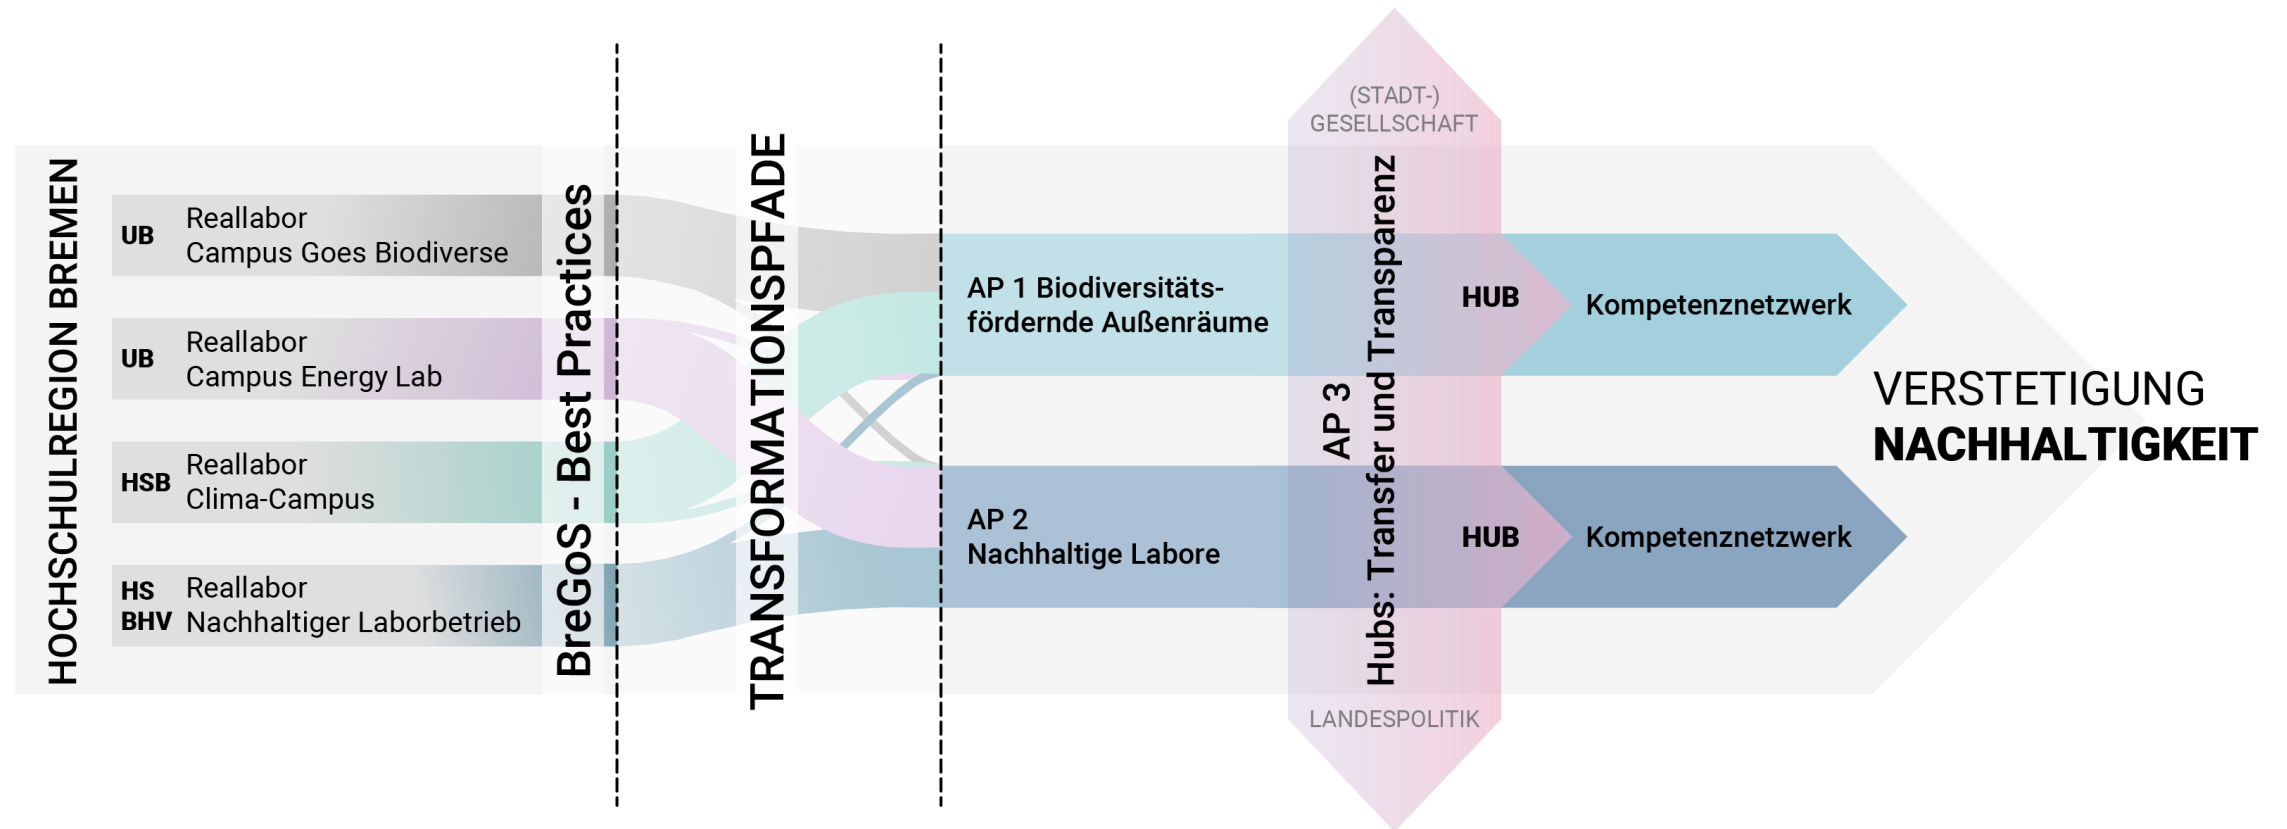 HOCHSCHULREGION BREMEN
UB
Reallabor
Campus Goes Biodiverse
UB
Reallabor
Campus Energy Lab
HSB
Reallabor
Clima-Campus
HS
BHV
Reallabor
Nachhaltiger Laborbetrieb
BreGoS - Best Practices
TRANSFORMATIONSPFADE
AP 1 Biodiversitäts-
fördernde Außenräume
AP 2
Nachhaltige Labore
(STADT-)
GESELLSCHAFT
AP 3
Hubs: Transfer und Transparenz
LANDESPOLITIK
HUB
Kompetenznetzwerk
HUB
Kompetenznetzwerk
VERSTETIGUNG
NACHHALTIGKEIT